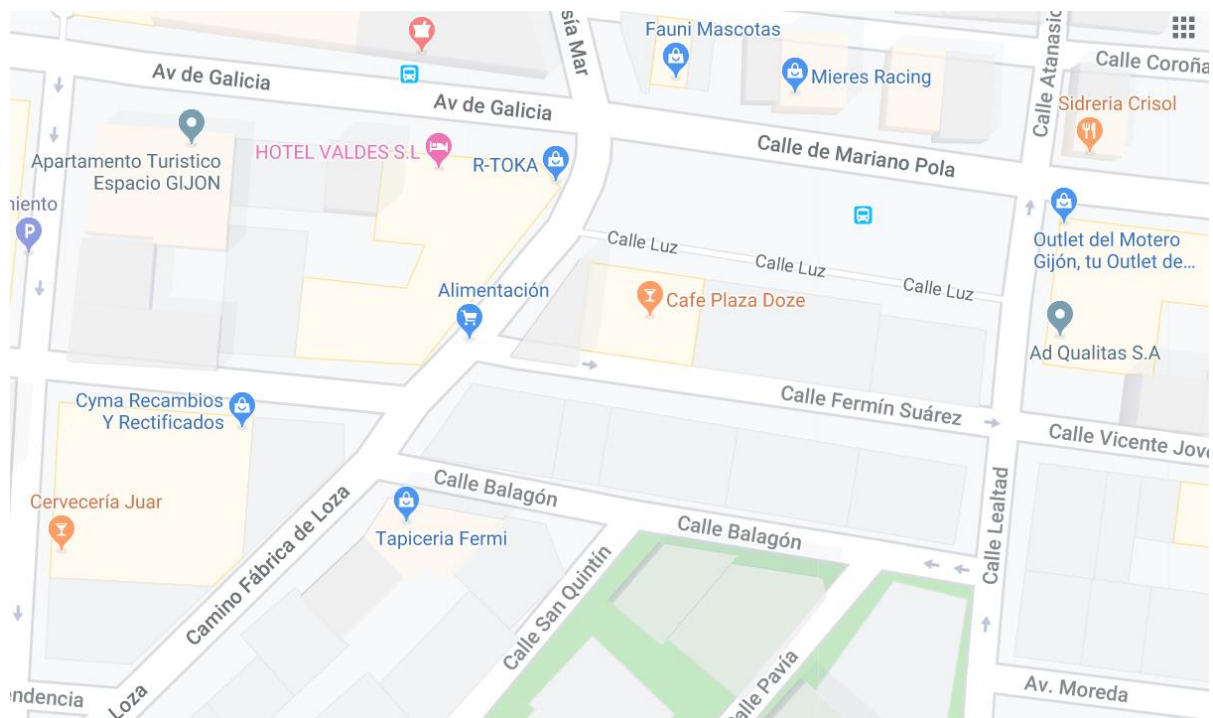 sía Mar
Fauni Mascotas
Mieres Racing
Calle Atanasio
Calle Coroña
Av de Galicia
Av de Galicia
Sidreria Crisol
HOTEL VALDES S.L
R-TOKA
Calle de Mariano Pola
Apartamento Turistico
Espacio GIJON
miento
P
Calle Luz
Calle Luz
Calle Luz
Outlet del Motero
Gijón, tu Outlet de...
Alimentación
Cafe Plaza Doze
Ad Qualitas S.A
Cyma Recambios
Y Rectificados
Calle Fermín Suárez
Calle Vicente Jove
Cervecería Juar
Calle Balagón
Calle Balagón
Tapiceria Fermi
Camino Fábrica de Loza
Calle San Quintín
Calle Lealtad
Calle Pavía
Av. Moreda
endencia
Loza